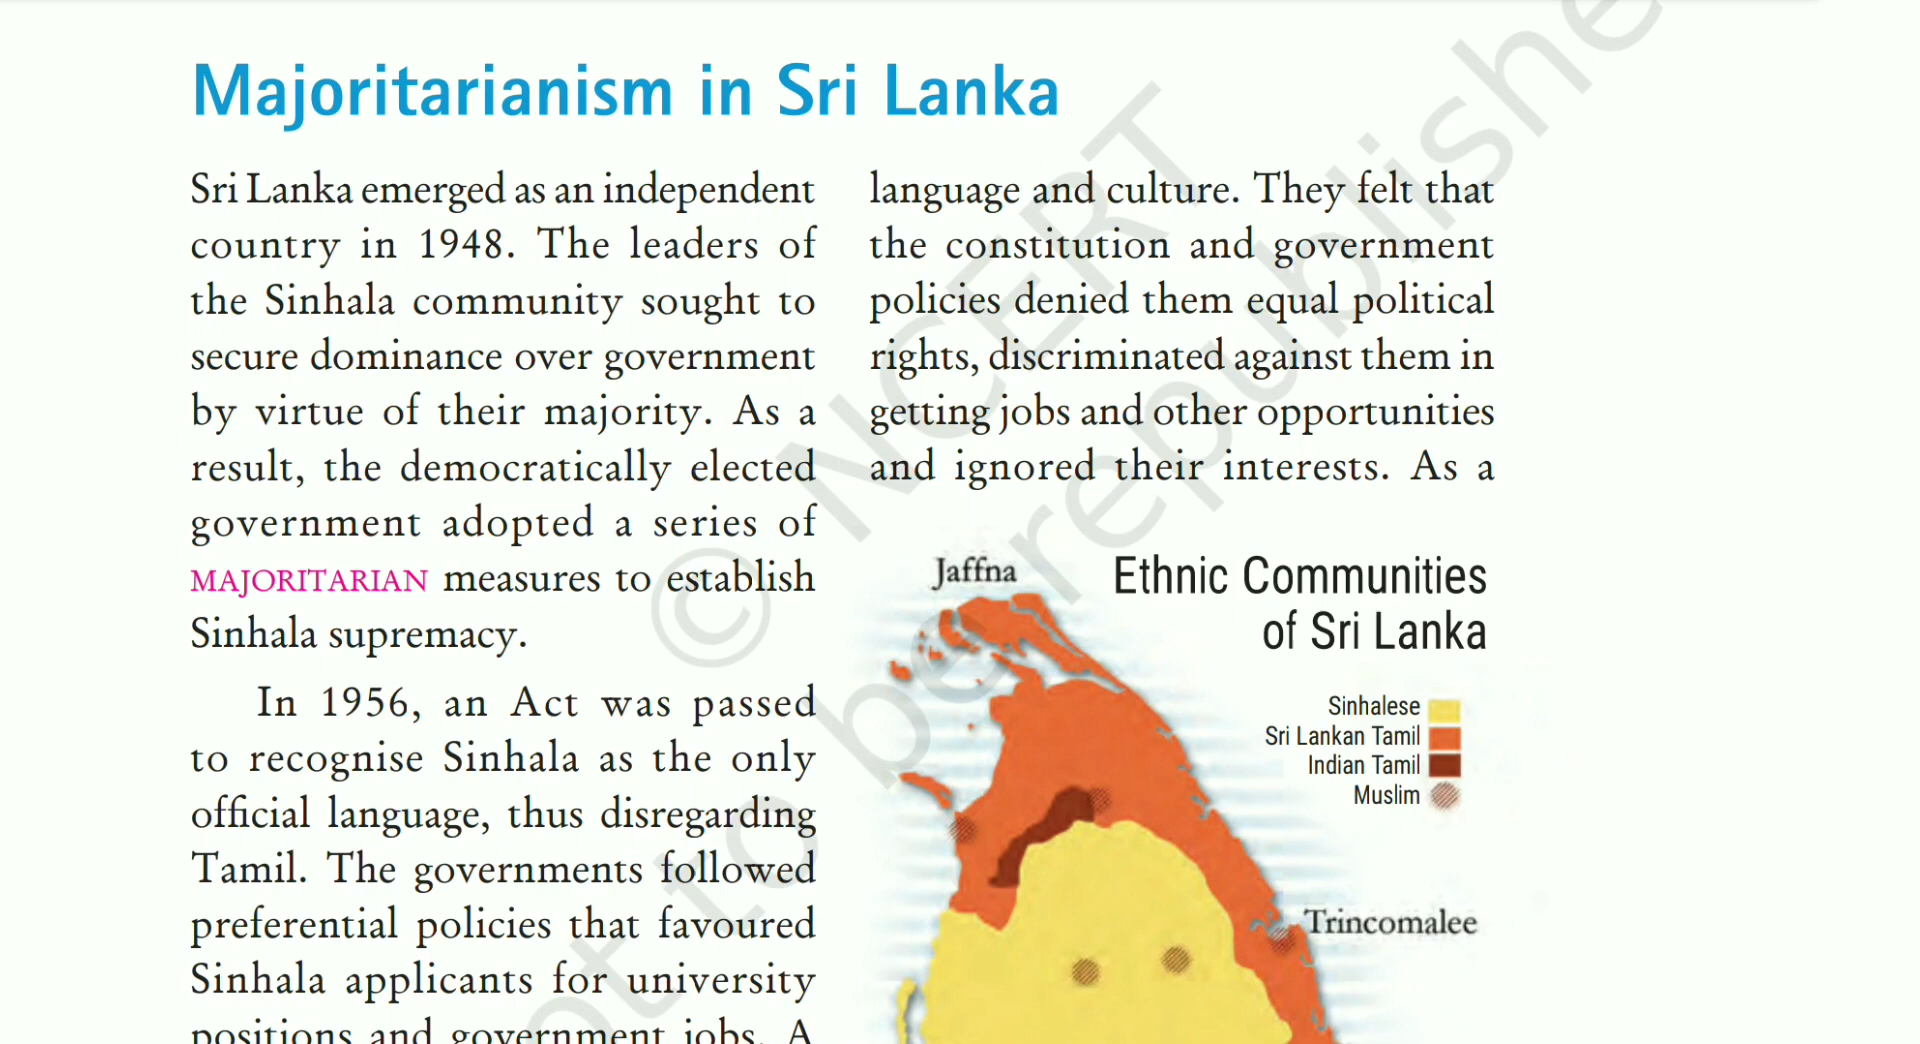 Majoritarianism in Sri Lanka
Sri Lanka emerged as an independent
country in 1948. The leaders of
the Sinhala community sought to
secure dominance over government
by virtue of their majority. As a
result, the democratically elected
government adopted a series of
MAJORITARIAN measures to establish
Sinhala supremacy.
In 1956, an Act was passed
to recognise Sinhala as the only
official language, thus disregarding
Tamil. The governments followed
preferential policies that favoured
Sinhala applicants for university
positions and government jobs. A
language and culture. They felt that
the constitution and government
policies denied them equal political
rights, discriminated against them in
getting jobs and other opportunities
and ignored their interests. As a
Ethnic Communities
of Sri Lanka
Jaffna
Sinhalese
Sri Lankan Tamil
Indian Tamil
Muslim
Trincomalee
© NCERT
not to be republishe